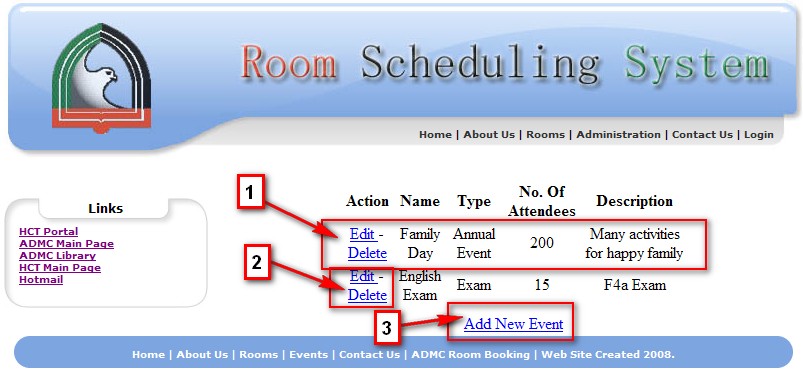 Room Scheduling System
Home | About Us | Rooms | Administration | Contact Us | Login
Links
HCT Portal
ADMC Main Page
ADMC Library
HCT Main Page
Hotmail
1
2
3
Action Name Type No. Of Attendees Description
Edit - Delete Family Day Annual Event 200 Many activities for happy family
Edit - Delete English Exam Exam 15 F4a Exam
Add New Event
Home | About Us | Rooms | Events | Contact Us | ADMC Room Booking | Web Site Created 2008.